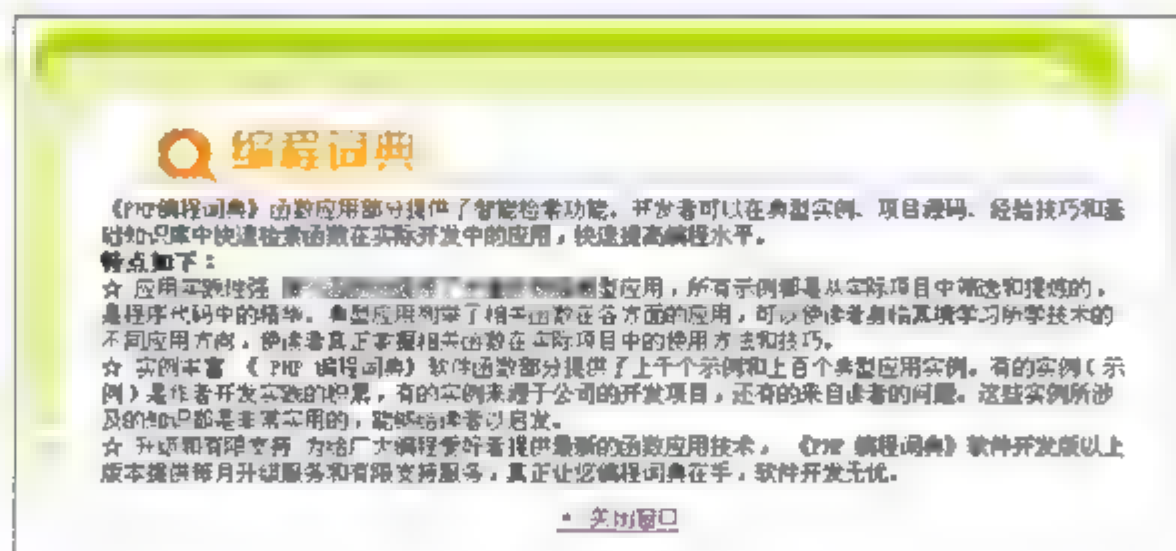 编程词典
《PHP编程词典》函数应用部分提供了智能检索功能。开发者可以在典型实例、项目源码、经验技巧和基
础知识库中快速检索函数在实际开发中的应用，快速提高编程水平。
特点如下：
☆ 应用实践性强 型应用，所有示例都是从实际项目中筛选和提炼的，
是程序代码中的精华。典型应用列举了相关函数在各方面的应用，可以使读者身临其境学习所学技术的
不同应用方向，使读者真正掌握相关函数在实际项目中的使用方法和技巧。
☆ 实例丰富 《 PHP 编程词典》软件函数部分提供了上千个示例和上百个典型应用实例。有的实例（示
例）是作者开发实践的积累，有的实例来源于公司的开发项目，还有的来自读者的问题。这些实例所涉
及的知识都是非常实用的，能够给读者以启发。
☆ 升级和有限支持 为给广大编程爱好者提供最新的函数应用技术， 《PHP 编程词典》软件开发版以上
版本提供每月升级服务和有限支持服务，真正让您编程词典在手，软件开发无忧。
· 关闭窗口